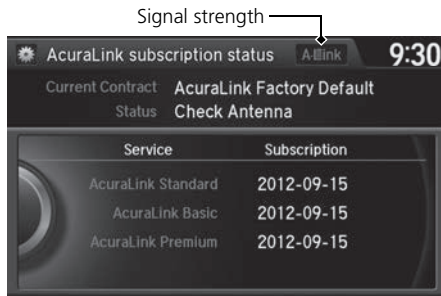 Signal strength
AcuraLink subscription status A-Link 9:30
Current Contract AcuraLink Factory Default
Status Check Antenna
Service Subscription
AcuraLink Standard 2012-09-15
AcuraLink Basic 2012-09-15
AcuraLink Premium 2012-09-15